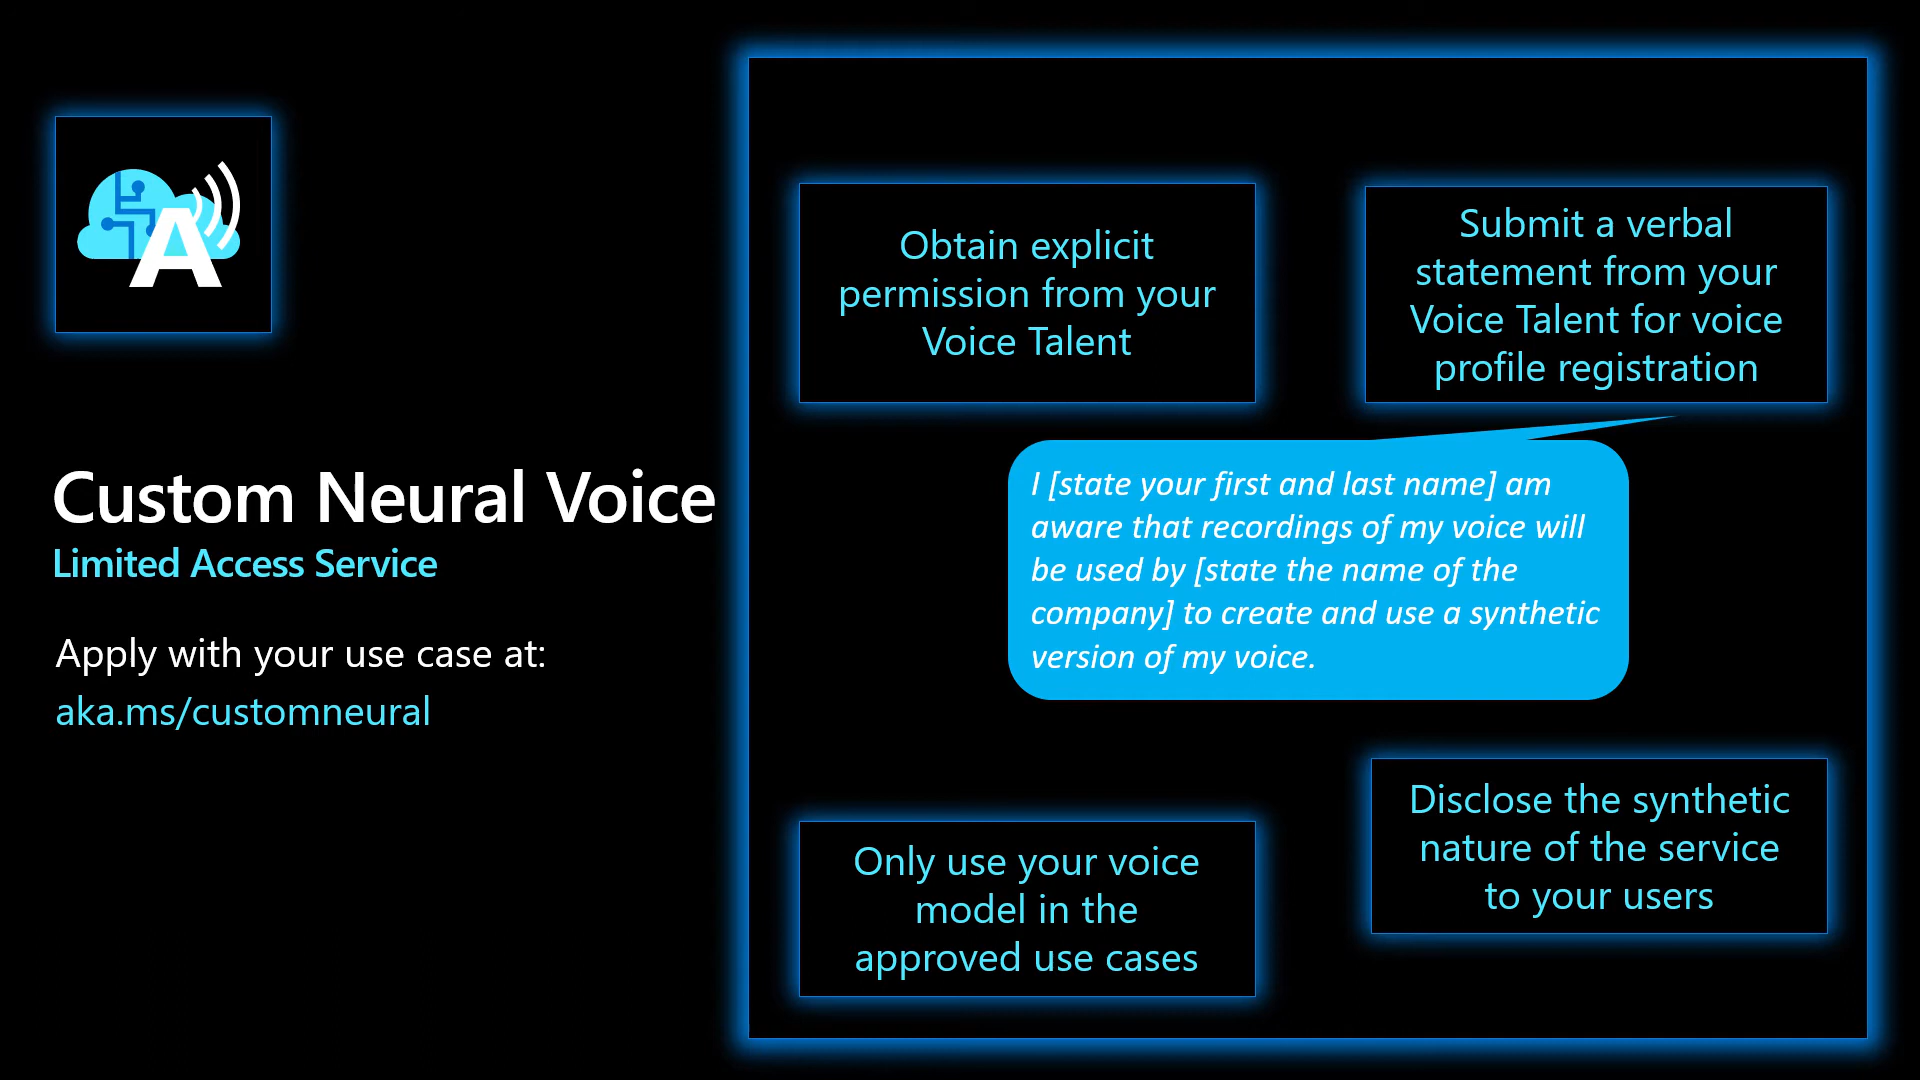 A
Custom Neural Voice
Limited Access Service
Apply with your use case at:
aka.ms/customneural
Obtain explicit
permission from your
Voice Talent
Submit a verbal
statement from your
Voice Talent for voice
profile registration
I [state your first and last name] am
aware that recordings of my voice will
be used by [state the name of the
company] to create and use a synthetic
version of my voice.
Only use your voice
model in the
approved use cases
Disclose the synthetic
nature of the service
to your users